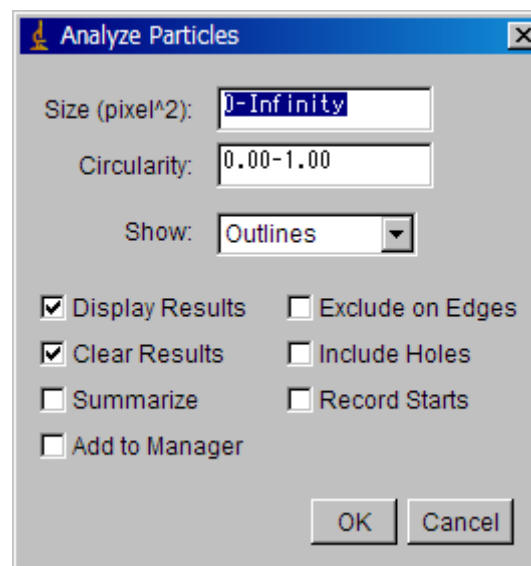 Analyze Particles
Size (pixel^2): 0-Infinity
Circularity: 0.00-1.00
Show: Outlines
Display Results Exclude on Edges
Clear Results Include Holes
Summarize Record Starts
Add to Manager
OK Cancel